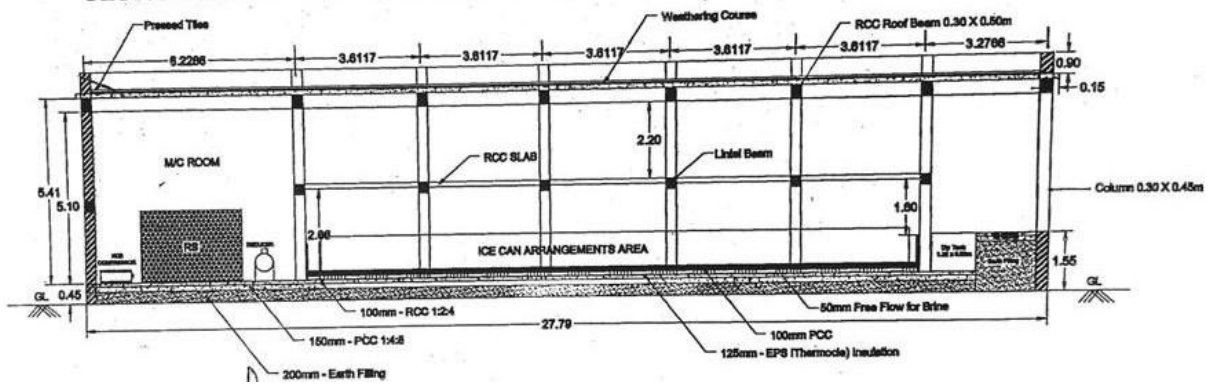 Pressed Tiles
Weathering Course
RCC Roof Beam 0.30 X 0.50m
6.2266
3.6117
3.6117
3.6117
3.6117
3.6117
3.2766
0.90
0.15
M/C ROOM
RCC SLAB
2.20
Lintel Beam
Column 0.30 X 0.45m
5.41
5.10
RS
2.66
1.60
ICE CAN ARRANGEMENTS AREA
1.55
GL
0.45
GL
100mm - RCC 1:2:4
50mm Free Flow for Brine
27.79
150mm - PCC 1:4:8
100mm PCC
125mm - EPS (Thermocle) Insulation
200mm - Earth Filling